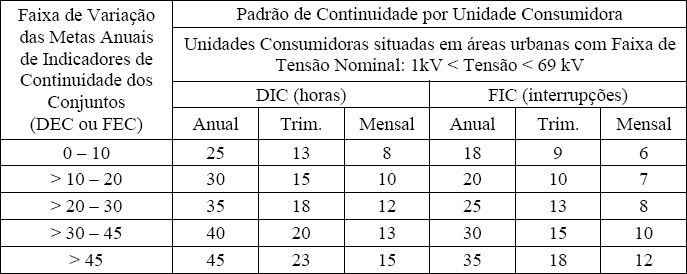 Faixa de Variação
das Metas Anuais
de Indicadores de
Continuidade dos
Conjuntos
(DEC ou FEC)
Padrão de Continuidade por Unidade Consumidora
Unidades Consumidoras situadas em áreas urbanas com Faixa de
Tensão Nominal: 1kV < Tensão < 69 kV
DIC (horas) FIC (interrupções)
Anual Trim. Mensal Anual Trim. Mensal
0 – 10 25 13 8 18 9 6
> 10 – 20 30 15 10 20 10 7
> 20 – 30 35 18 12 25 13 8
> 30 – 45 40 20 13 30 15 10
> 45 45 23 15 35 18 12